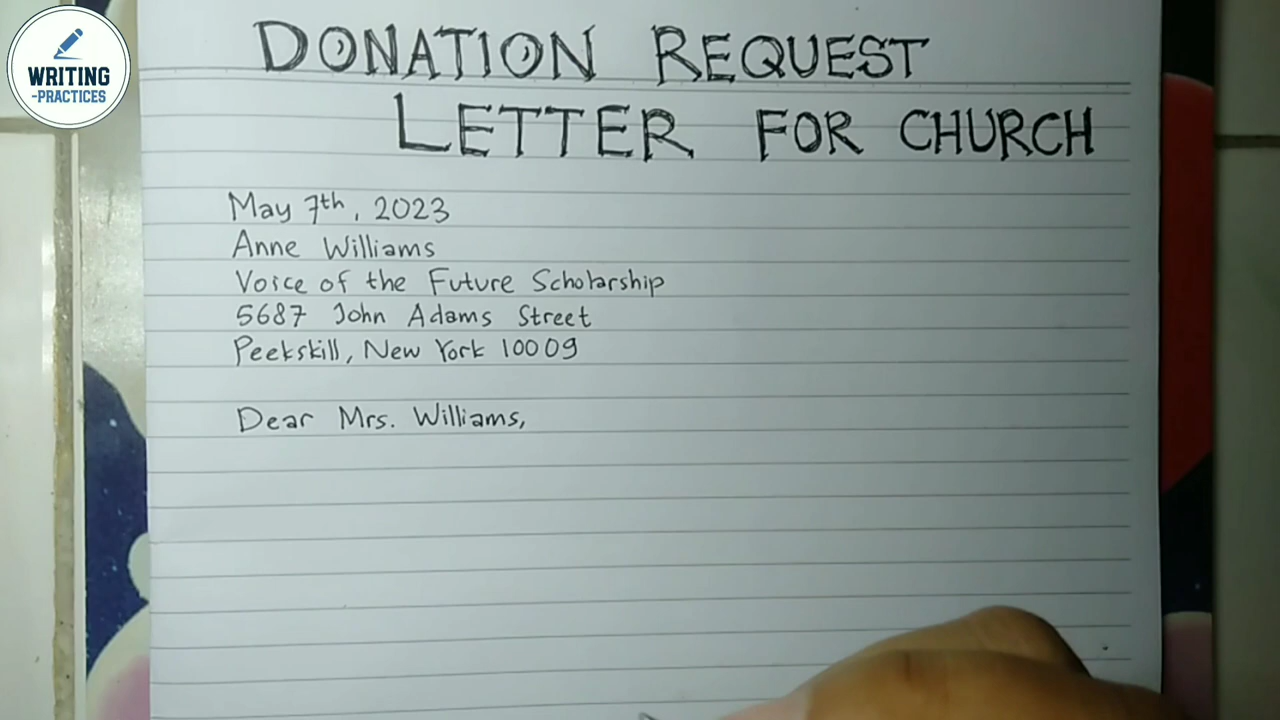 WRITING
-PRACTICES
DONATION REQUEST
LETTER FOR CHURCH
May 7th, 2023
Anne Williams
Voice of the Future Scholarship
5687 John Adams Street
Peekskill, New York 10009
Dear Mrs. Williams,